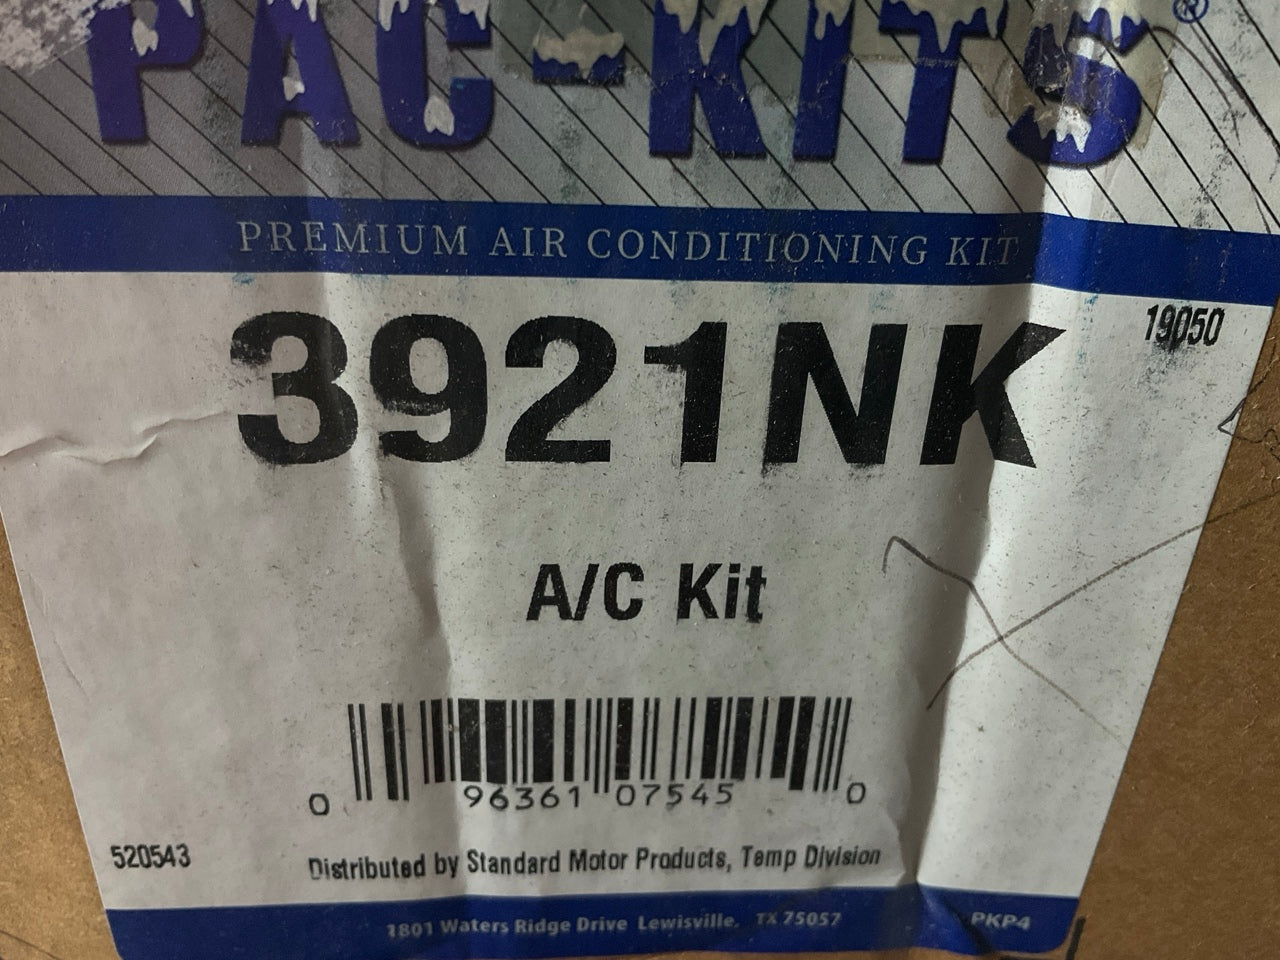 PAC-KITS®
PREMIUM AIR CONDITIONING KIT
19050
3921NK
A/C Kit
0 96361 07545 0
520543
Distributed by Standard Motor Products, Temp Division
1801 Waters Ridge Drive Lewisville, TX 75057
PKP4